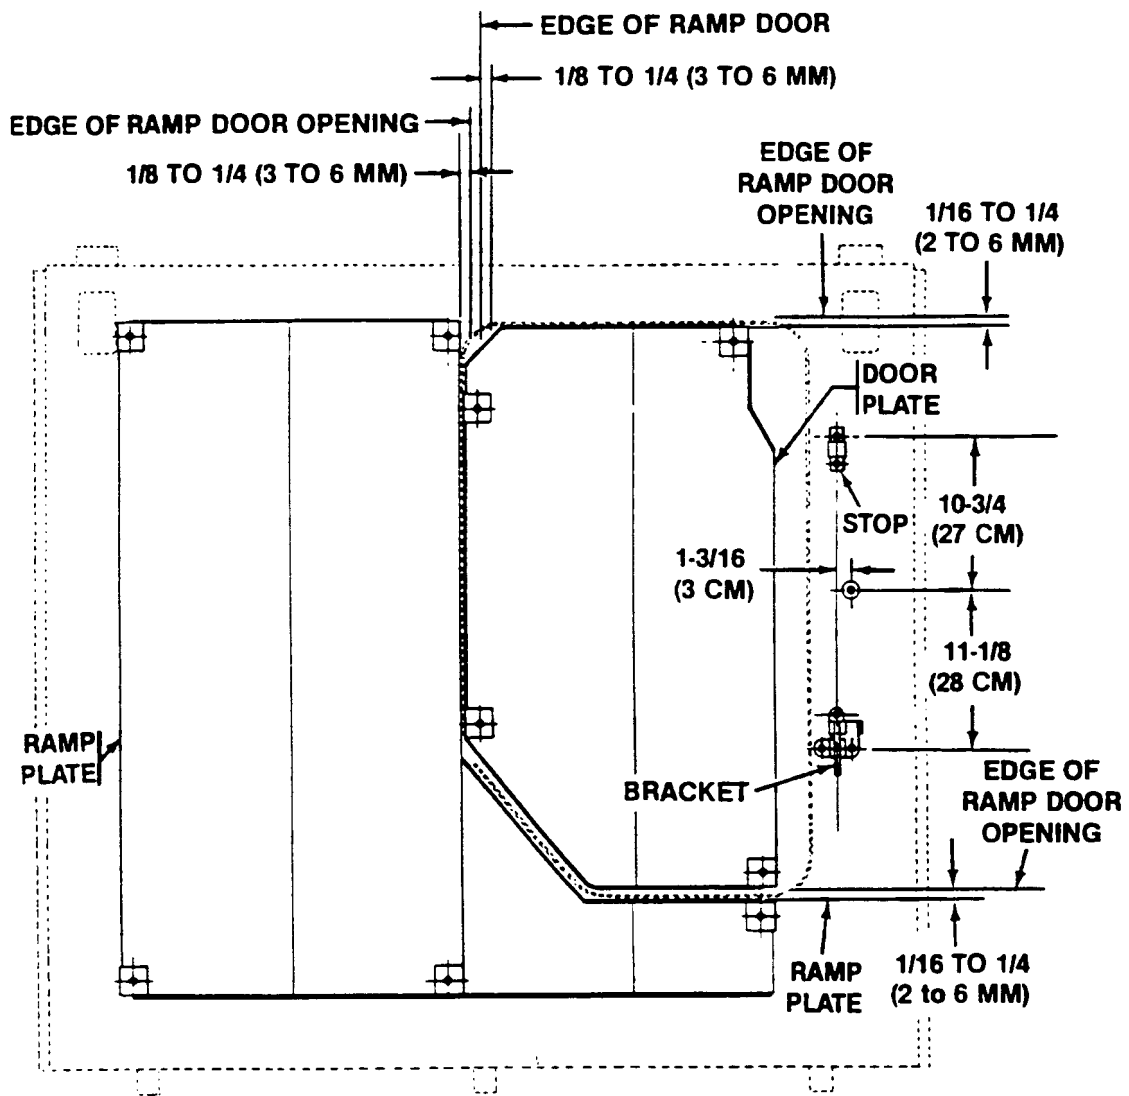 EDGE OF RAMP DOOR
1/8 TO 1/4 (3 TO 6 MM)
EDGE OF RAMP DOOR OPENING
1/8 TO 1/4 (3 TO 6 MM)
EDGE OF
RAMP DOOR
OPENING
1/16 TO 1/4
(2 TO 6 MM)
DOOR
PLATE
STOP
10-3/4
(27 CM)
1-3/16
(3 CM)
11-1/8
(28 CM)
RAMP
PLATE
BRACKET
EDGE OF
RAMP DOOR
OPENING
RAMP
PLATE
1/16 TO 1/4
(2 to 6 MM)